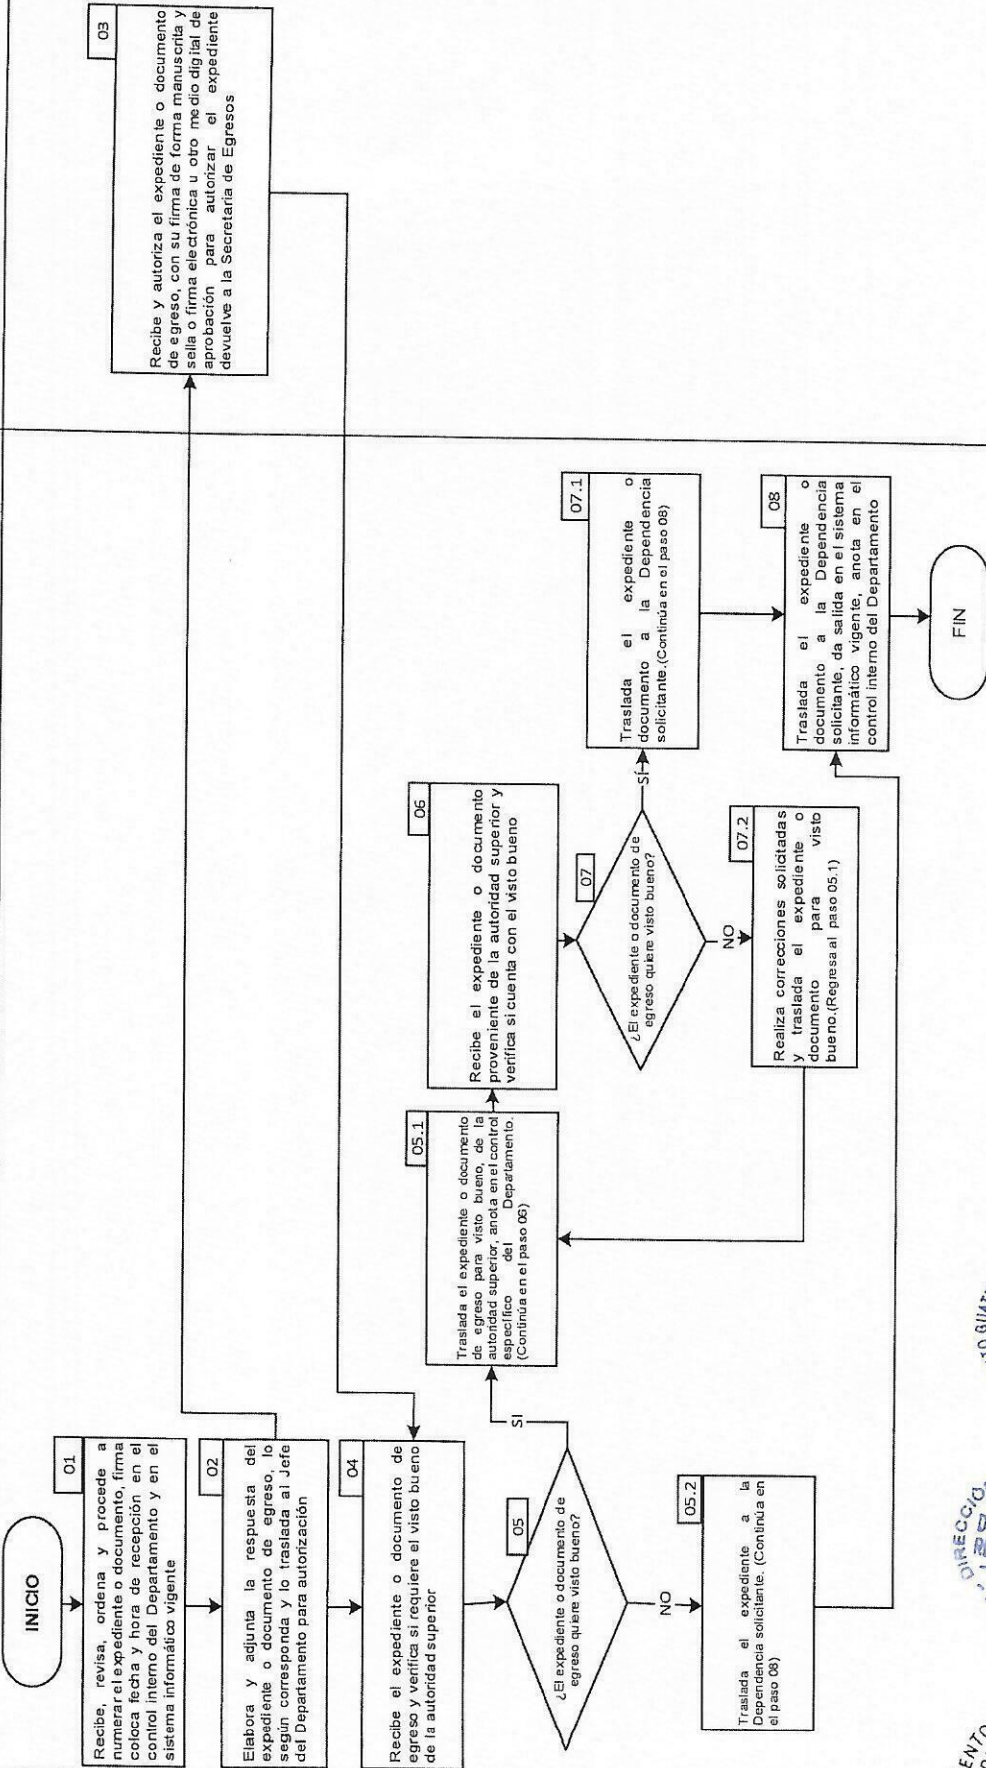 INICIO
01
Recibe, revisa, ordena y procede a
numerar el expediente o documento, firma
coloca fecha y hora de recepción en el
control interno del Departamento y en el
sistema informático vigente
02
Elabora y adjunta la respuesta del
expediente o documento de egreso, lo
según corresponda y lo traslada al Jefe
del Departamento para autorización
03
Recibe y autoriza el expediente o documento
de egreso, con su firma de forma manuscrita y
sella o firma electrónica u otro medio digital de
aprobación para autorizar el expediente
devuelve a la Secretaria de Egresos
04
Recibe el expediente o documento de
egreso y verifica si requiere el visto bueno
de la autoridad superior
05
¿El expediente o documento de
egreso quiere visto bueno?
SI
NO
05.1
Traslada el expediente o documento
de egreso para visto bueno, de la
autoridad superior, anota en el control
específico del Departamento.
(Continúa en el paso 06)
05.2
Traslada el expediente a la
Dependencia solicitante. (Continúa en
el paso 08)
06
Recibe el expediente o documento
proveniente de la autoridad superior y
verifica si cuenta con el visto bueno
07
¿El expediente o documento de
egreso quiere visto bueno?
SÍ
NO
07.1
Traslada el expediente o
documento a la Dependencia
solicitante.(Continúa en el paso 08)
07.2
Realiza correcciones solicitadas
y traslada el expediente o
documento para visto
bueno.(Regresa al paso 05.1)
08
Traslada el expediente o
documento a la Dependencia
solicitante, da salida en el sistema
informático vigente, anota en el
control interno del Departamento
FIN